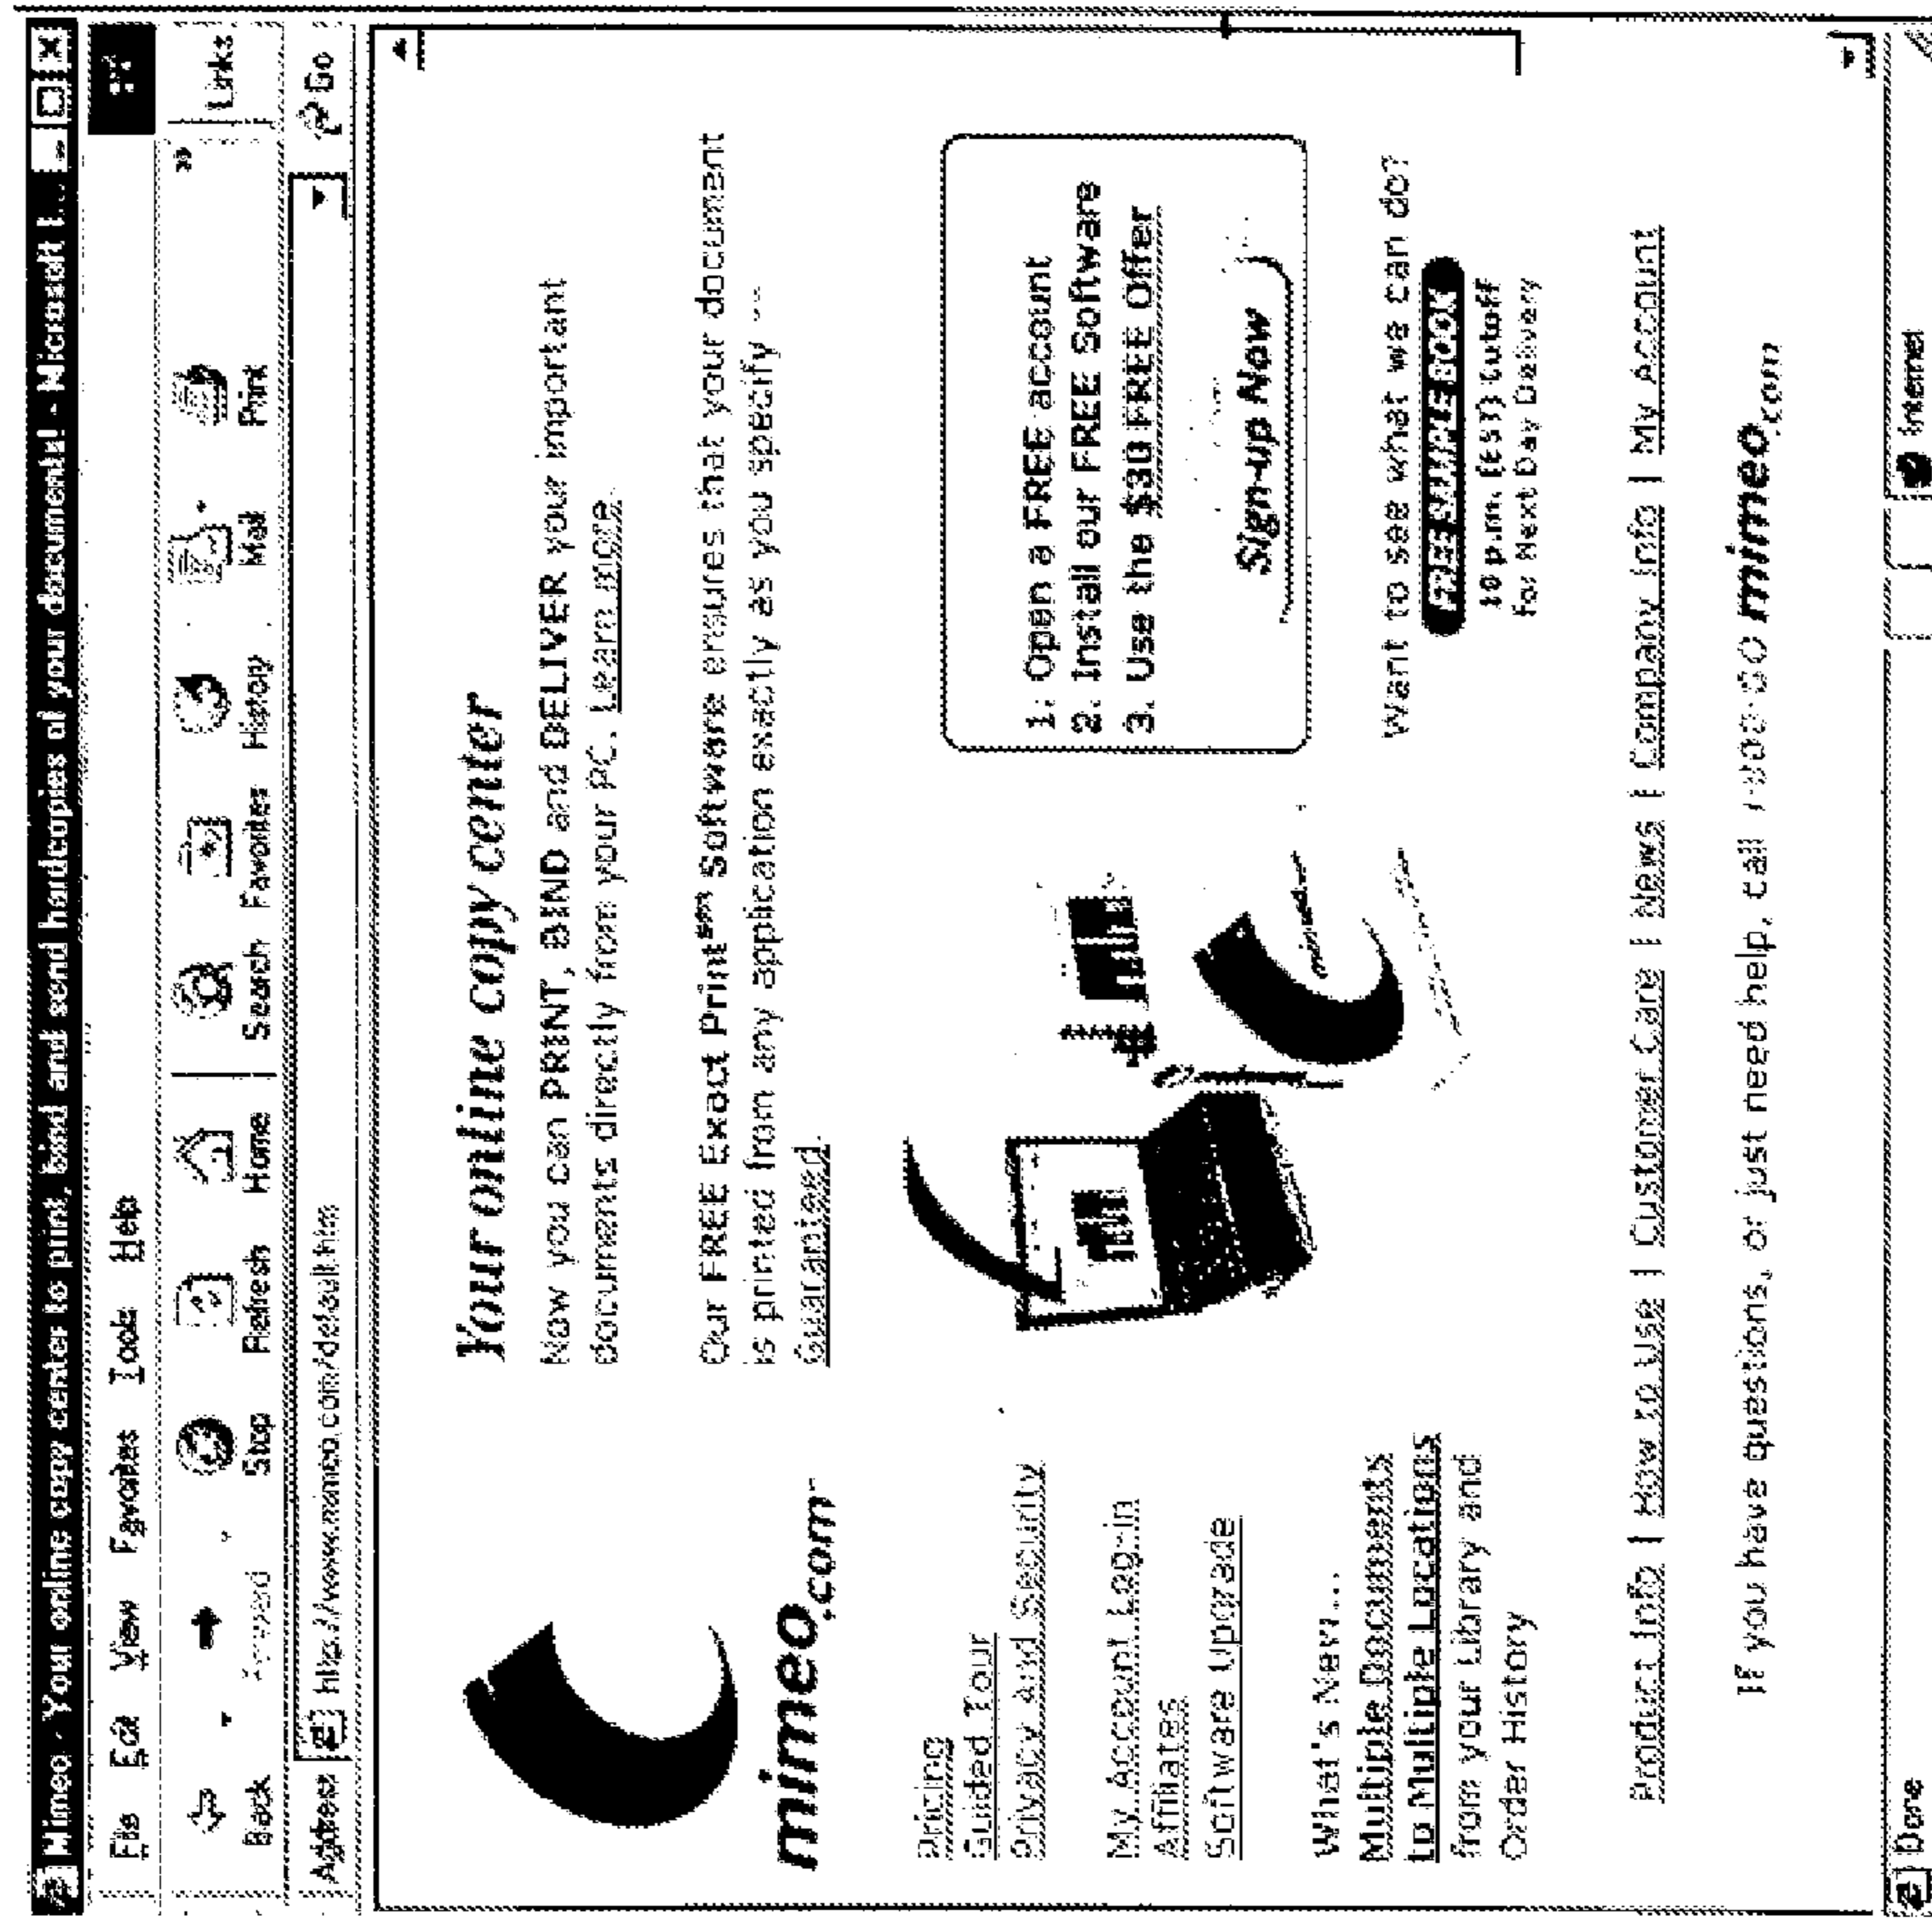 Mimeo - Your online copy center to print, bind and send hardcopies of your document! - Microsoft I...
File Edit View Favorites Tools Help
Back Forward Stop Refresh Home Search Favorites History Mail Print
Links
Address http://www.mimeo.com/default.htm Go
mimeo.com
Your online copy center
Now you can PRINT, BIND and DELIVER your important
documents directly from your PC. Learn more.
Our FREE Exact Print℠ Software ensures that your document
is printed from any application exactly as you specify --
Guaranteed.
Pricing
Guided Tour
Privacy And Security
My Account Log-in
Affiliates
Software Upgrade
What's New...
Multiple Documents
to Multiple Locations
from your Library and
Order History
1. Open a FREE account
2. Install our FREE Software
3. Use the $30 FREE Offer
Sign-up Now
Want to see what we can do?
10 p.m. (EST) Cutoff
for Next Day Delivery
Product Info | How to Use | Customer Care | News | Company Info | My Account
If you have questions, or just need help, call mimeo.com
Done Internet